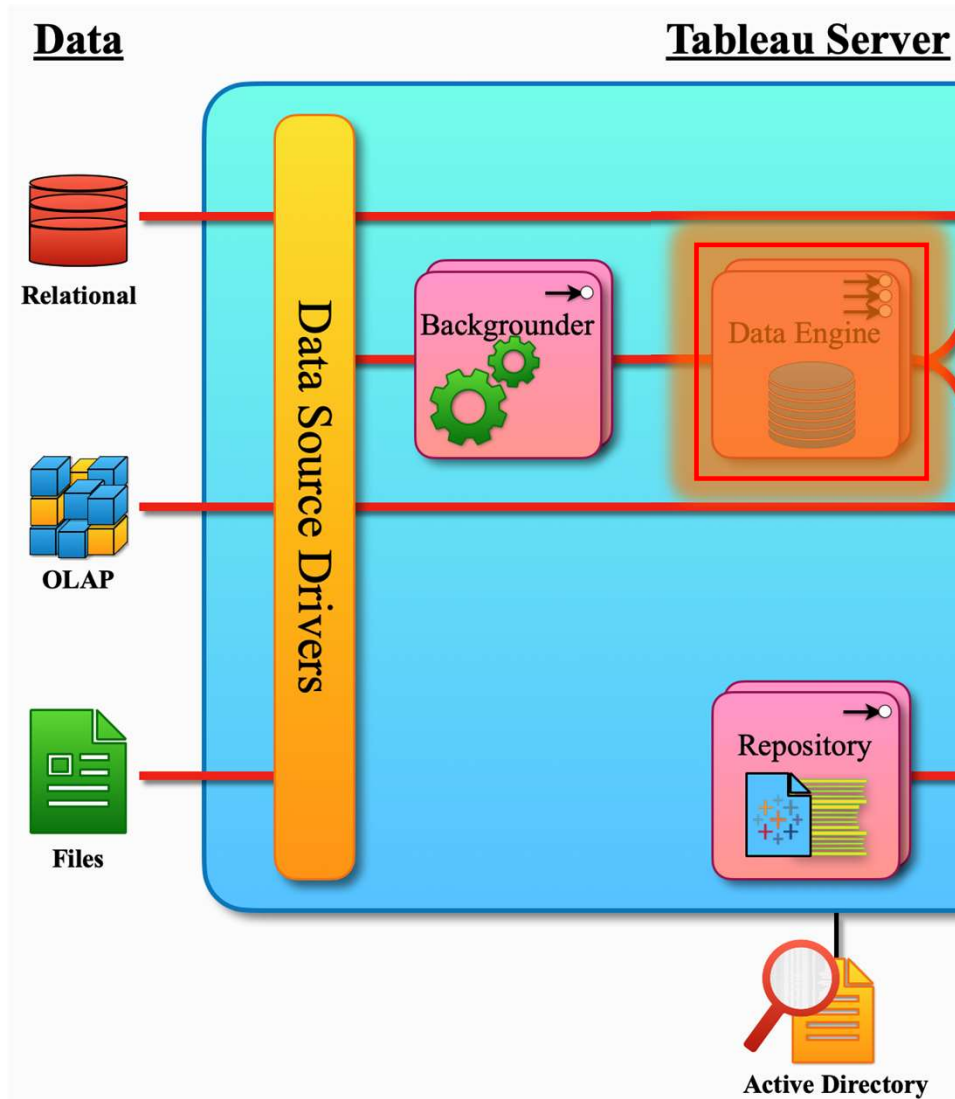 Data
Tableau Server
Relational
Backgrounder
Data Engine
Data Source Drivers
OLAP
Repository
Files
Active Directory